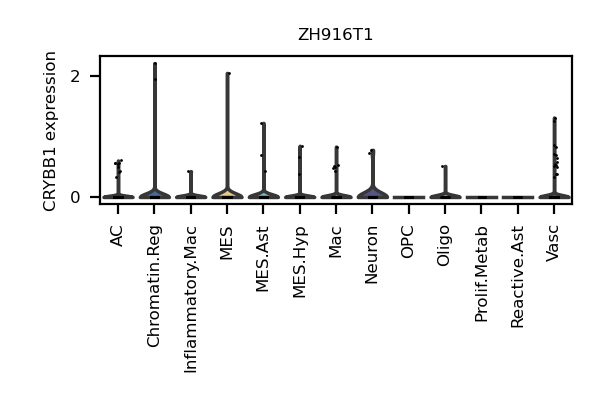 ZH916T1
CRYBB1 expression
2
0
AC
Chromatin.Reg
Inflammatory.Mac
MES
MES.Ast
MES.Hyp
Mac
Neuron
OPC
Oligo
Prolif.Metab
Reactive.Ast
Vasc